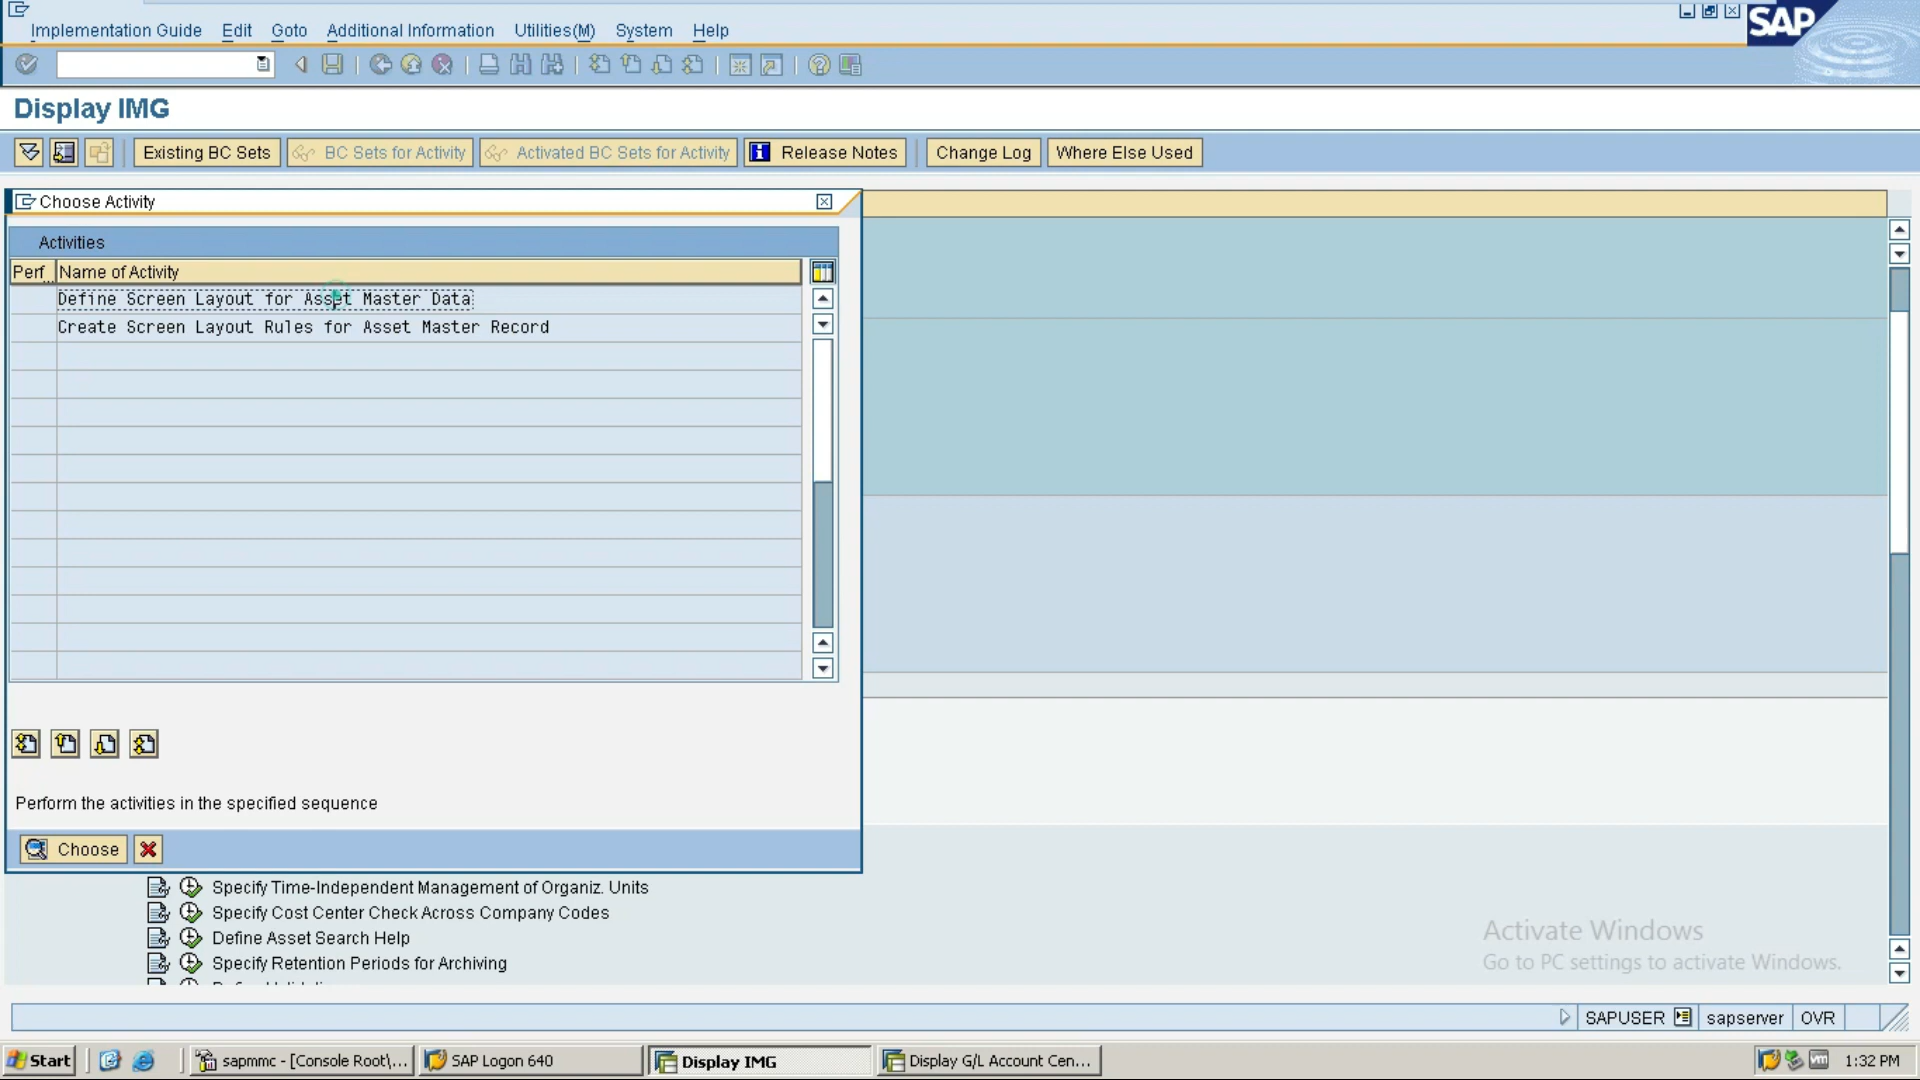 Implementation Guide Edit Goto Additional Information Utilities(M) System Help
SAP
Display IMG
Existing BC Sets BC Sets for Activity Activated BC Sets for Activity Release Notes Change Log Where Else Used
Choose Activity
Activities
Perf... Name of Activity
Define Screen Layout for Asset Master Data
Create Screen Layout Rules for Asset Master Record
Perform the activities in the specified sequence
Choose
Specify Time-Independent Management of Organiz. Units
Specify Cost Center Check Across Company Codes
Define Asset Search Help
Specify Retention Periods for Archiving
Activate Windows
Go to PC settings to activate Windows.
SAPUSER sapserver OVR
Start sapmmc - [Console Root\... SAP Logon 640 Display IMG Display G/L Account Cen... 1:32 PM